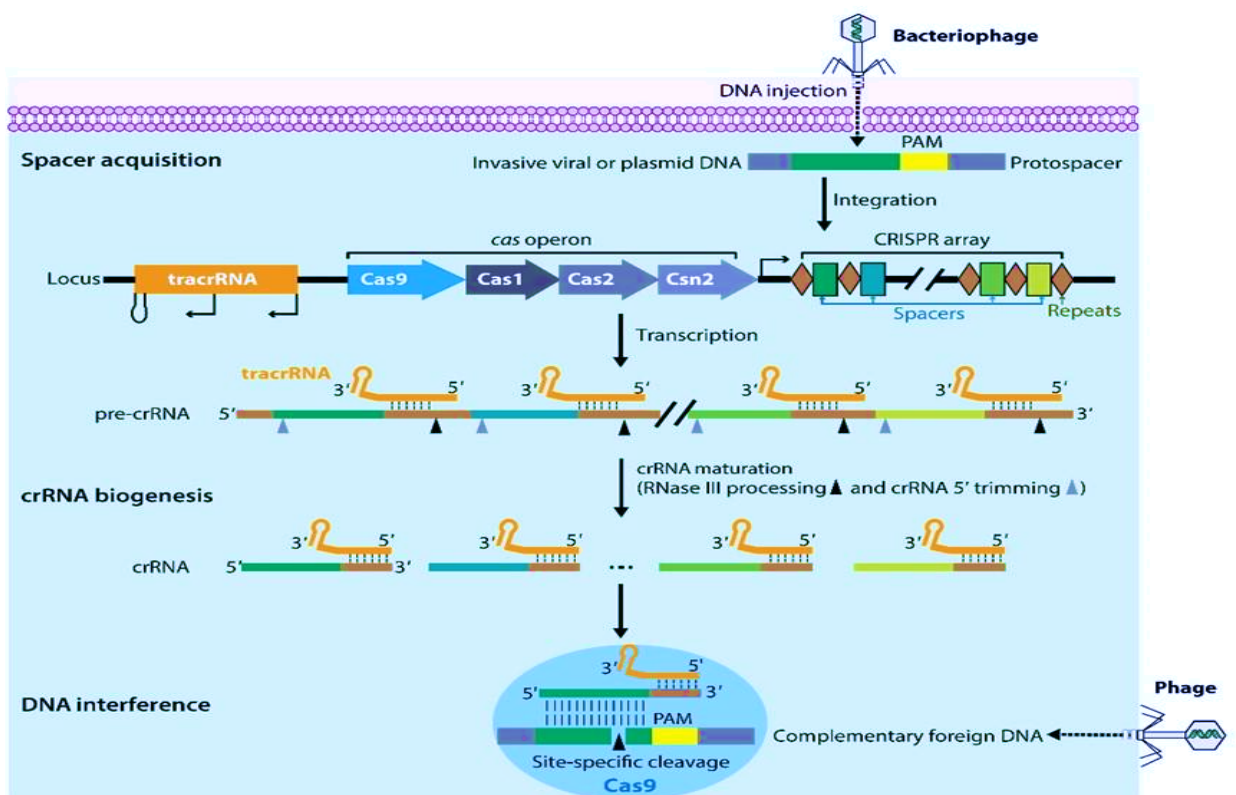 Bacteriophage
DNA injection
Spacer acquisition
PAM
Invasive viral or plasmid DNA
Protospacer
Integration
cas operon
CRISPR array
Locus
tracrRNA
Cas9
Cas1
Cas2
Csn2
Spacers
Repeats
Transcription
tracrRNA
3′ 5′ 3′ 5′ 3′ 5′ 3′ 5′
pre-crRNA 5′ 3′
crRNA maturation
(RNase III processing ▲ and crRNA 5′ trimming ▲)
crRNA biogenesis
3′ 5′ 3′ 5′ 3′ 5′ 3′ 5′
crRNA 5′ 3′
...
3′ 5′
5′ 3′
DNA interference
PAM
Site-specific cleavage
Cas9
Complementary foreign DNA
Phage